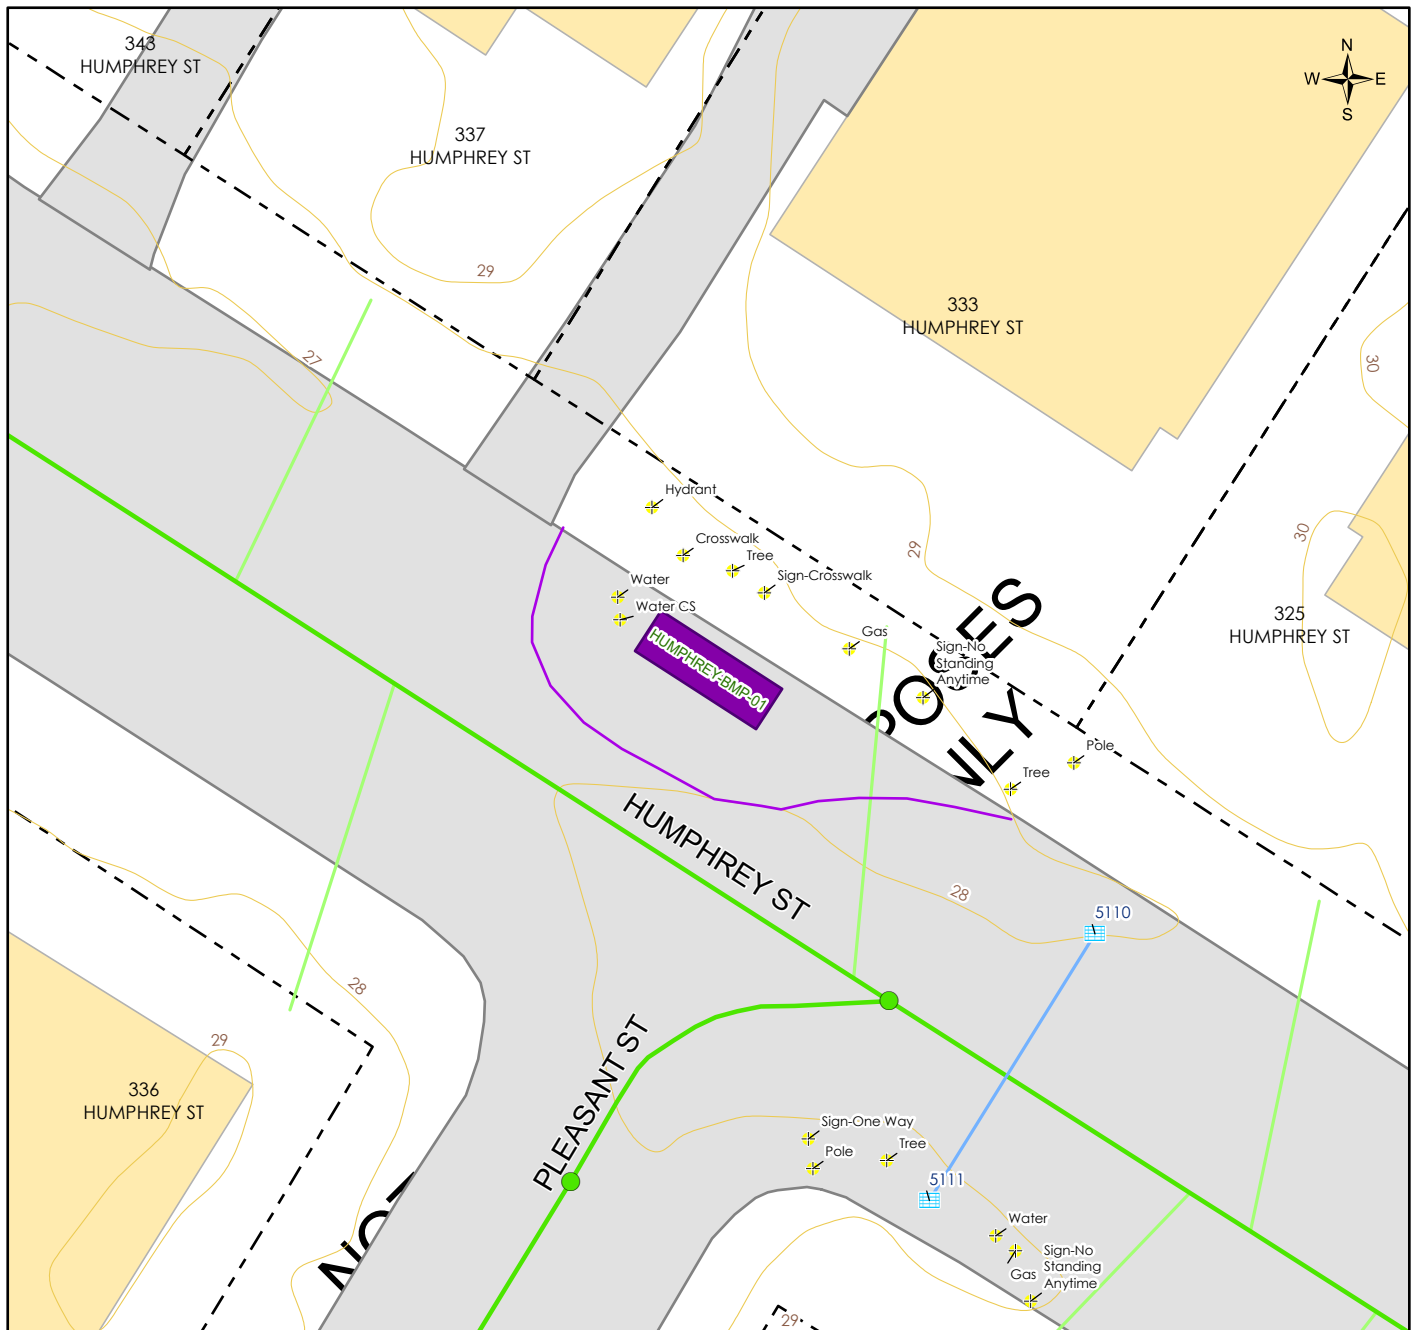 343
HUMPHREY ST
N
W E
S
337
HUMPHREY ST
29
333
HUMPHREY ST
27
30
Hydrant
Crosswalk
Tree
Sign-Crosswalk
Water
Water CS
29
30
325
HUMPHREY ST
Gas
Sign-No
Standing
Anytime
HUMPHREY-BMP-01
Pole
Tree
HUMPHREY ST
28
5110
28
29
336
HUMPHREY ST
PLEASANT ST
Sign-One Way
Pole
Tree
5111
Water
Gas
Sign-No
Standing
Anytime
29